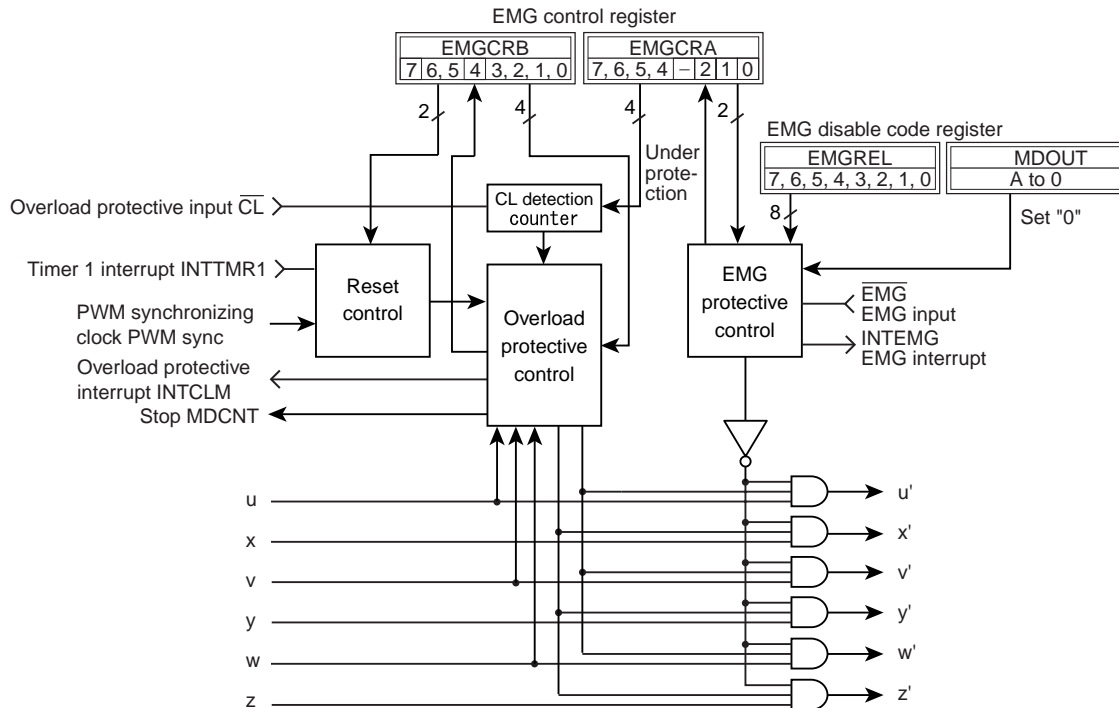 EMG control register
EMGCRB
7 6, 5 4 3, 2, 1, 0
EMGCRA
7, 6, 5, 4 – 2 1 0
2
4
4
2
Under
prote-
ction
EMG disable code register
EMGREL
7, 6, 5, 4, 3, 2, 1, 0
MDOUT
A to 0
8
Set "0"
Overload protective input C̅L̅
CL detection
counter
Timer 1 interrupt INTTMR1
Reset
control
PWM synchronizing
clock PWM sync
Overload
protective
control
EMG
protective
control
E̅M̅G̅
EMG input
INTEMG
EMG interrupt
Overload protective
interrupt INTCLM
Stop MDCNT
u
u'
x
x'
v
v'
y
y'
w
w'
z
z'